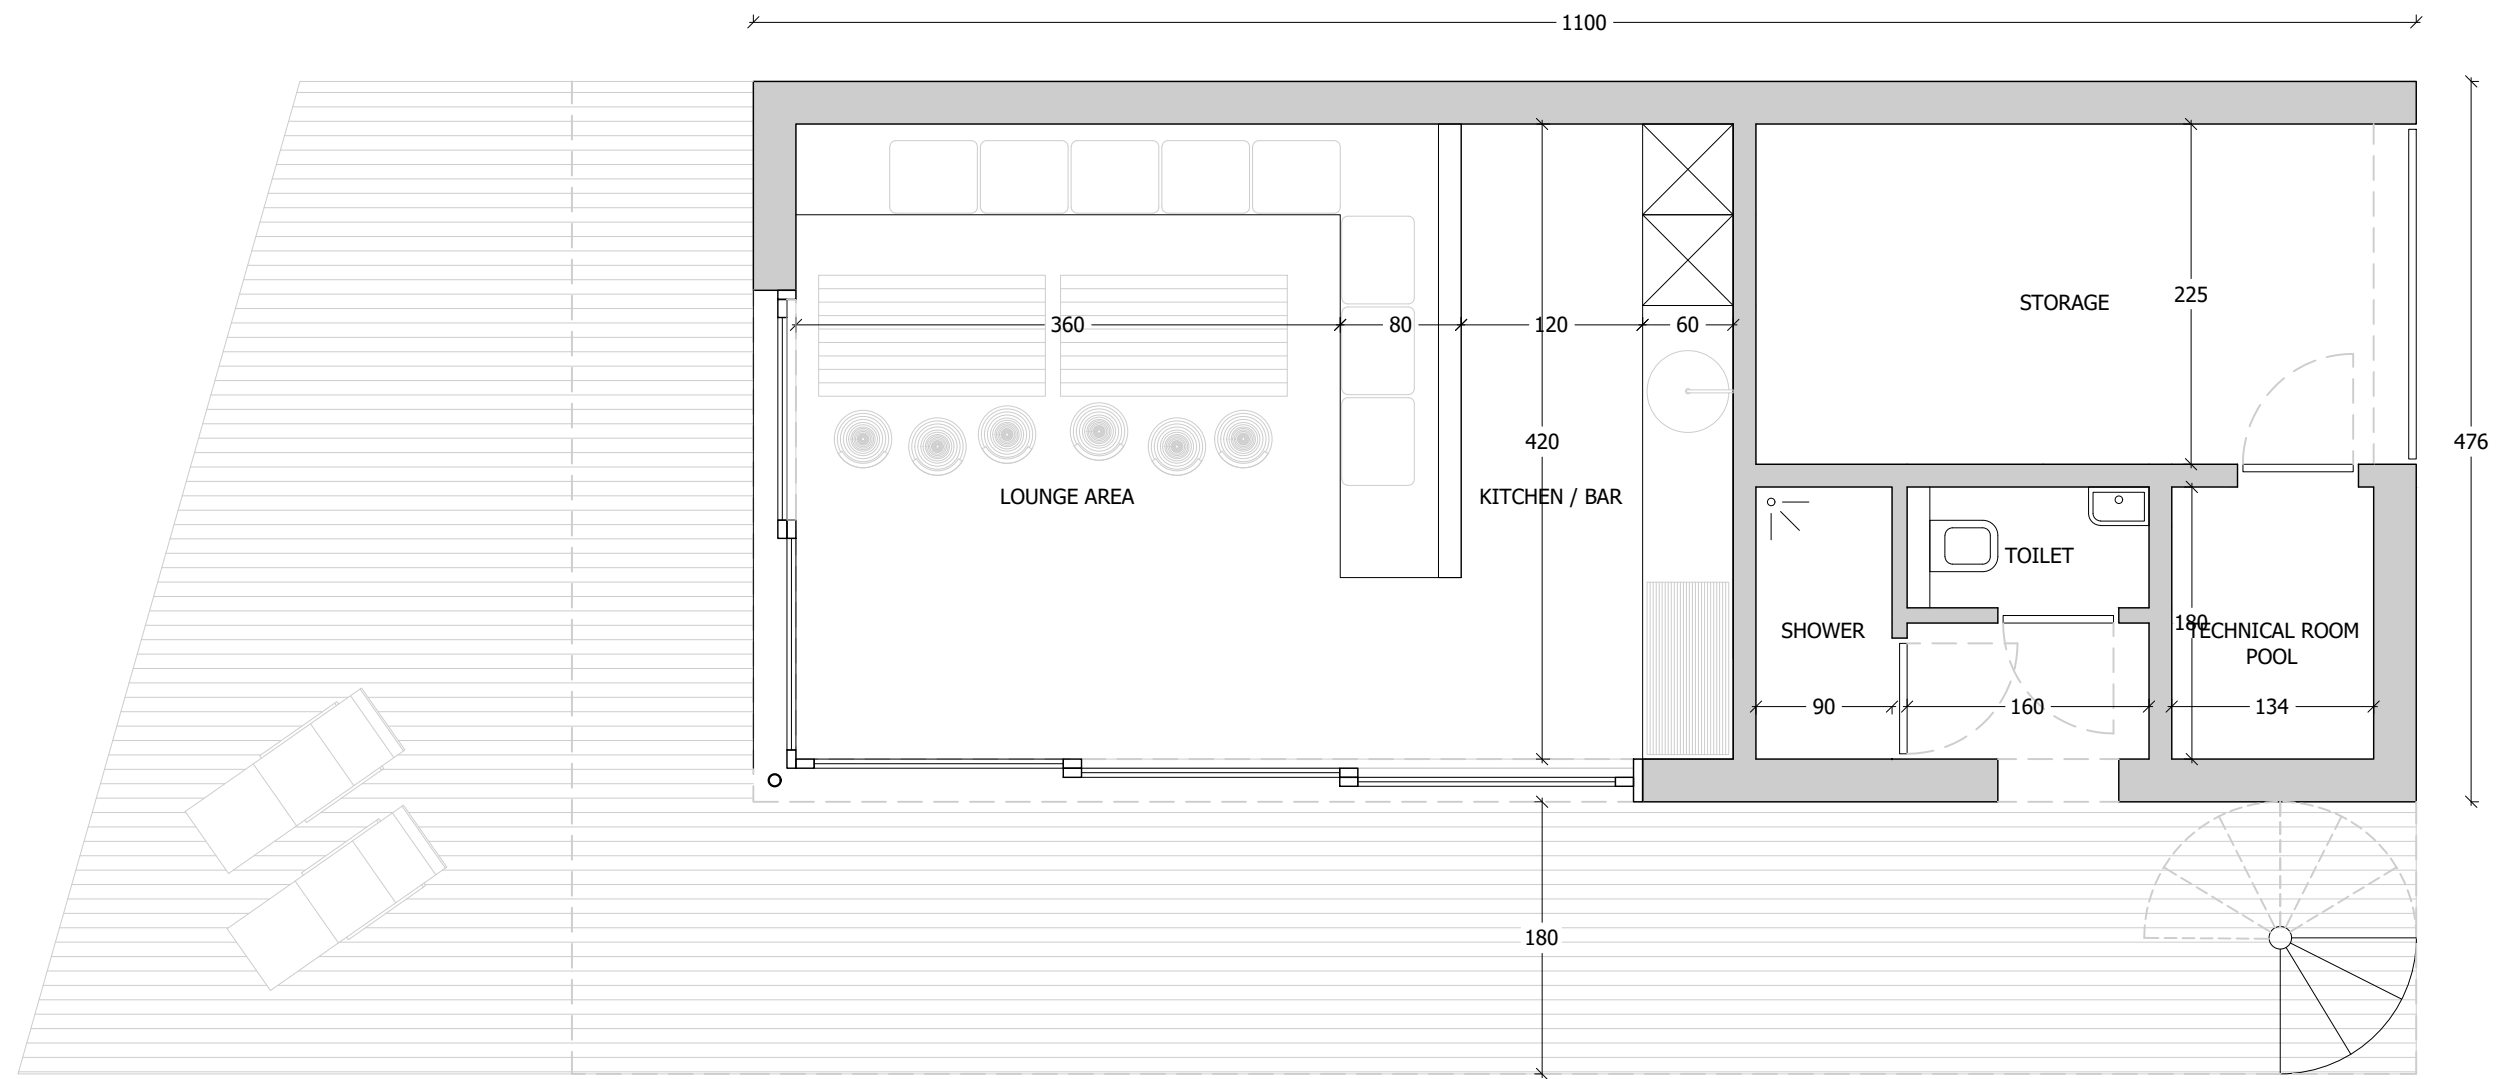 1100
STORAGE
225
360
80
120
60
420
476
LOUNGE AREA
KITCHEN / BAR
TOILET
SHOWER
180
TECHNICAL ROOM
POOL
90
160
134
180